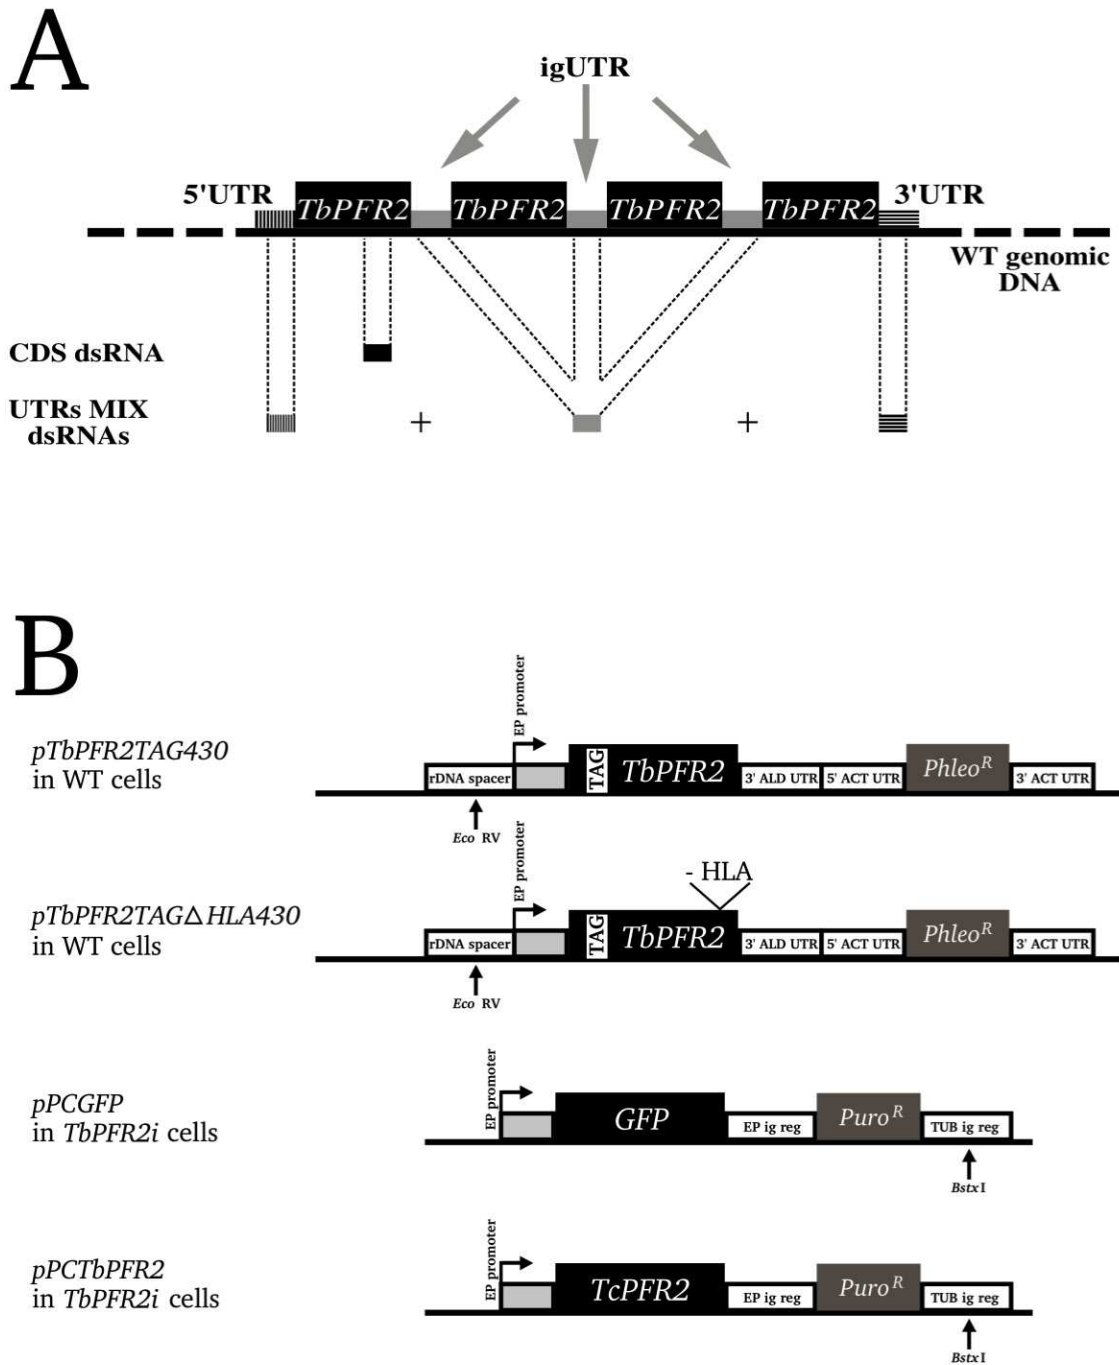 A
igUTR
5'UTR
TbPFR2 TbPFR2 TbPFR2 TbPFR2
3'UTR
WT genomic
DNA
CDS dsRNA
UTRs MIX
dsRNAs
+ +
B
pTbPFR2TAG430
in WT cells
EP promoter
rDNA spacer
TAG
TbPFR2
3' ALD UTR
5' ACT UTR
Phleo^R
3' ACT UTR
Eco RV
pTbPFR2TAGΔHLA430
in WT cells
EP promoter
- HLA
rDNA spacer
TAG
TbPFR2
3' ALD UTR
5' ACT UTR
Phleo^R
3' ACT UTR
Eco RV
pPCGFP
in TbPFR2i cells
EP promoter
GFP
EP ig reg
Puro^R
TUB ig reg
BstxI
pPCTbPFR2
in TbPFR2i cells
EP promoter
TcPFR2
EP ig reg
Puro^R
TUB ig reg
BstxI